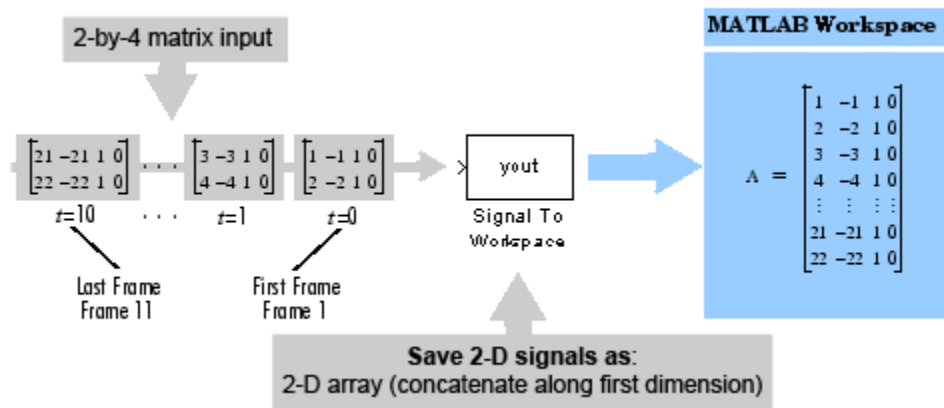 2-by-4 matrix input
MATLAB Workspace
21 -21 1 0
22 -22 1 0
. . .
3 -3 1 0
4 -4 1 0
1 -1 1 0
2 -2 1 0
t=10
. . .
t=1
t=0
Last Frame
Frame 11
First Frame
Frame 1
yout
Signal To
Workspace
A =
1 -1 1 0
2 -2 1 0
3 -3 1 0
4 -4 1 0
⋮ ⋮ ⋮ ⋮
21 -21 1 0
22 -22 1 0
Save 2-D signals as:
2-D array (concatenate along first dimension)